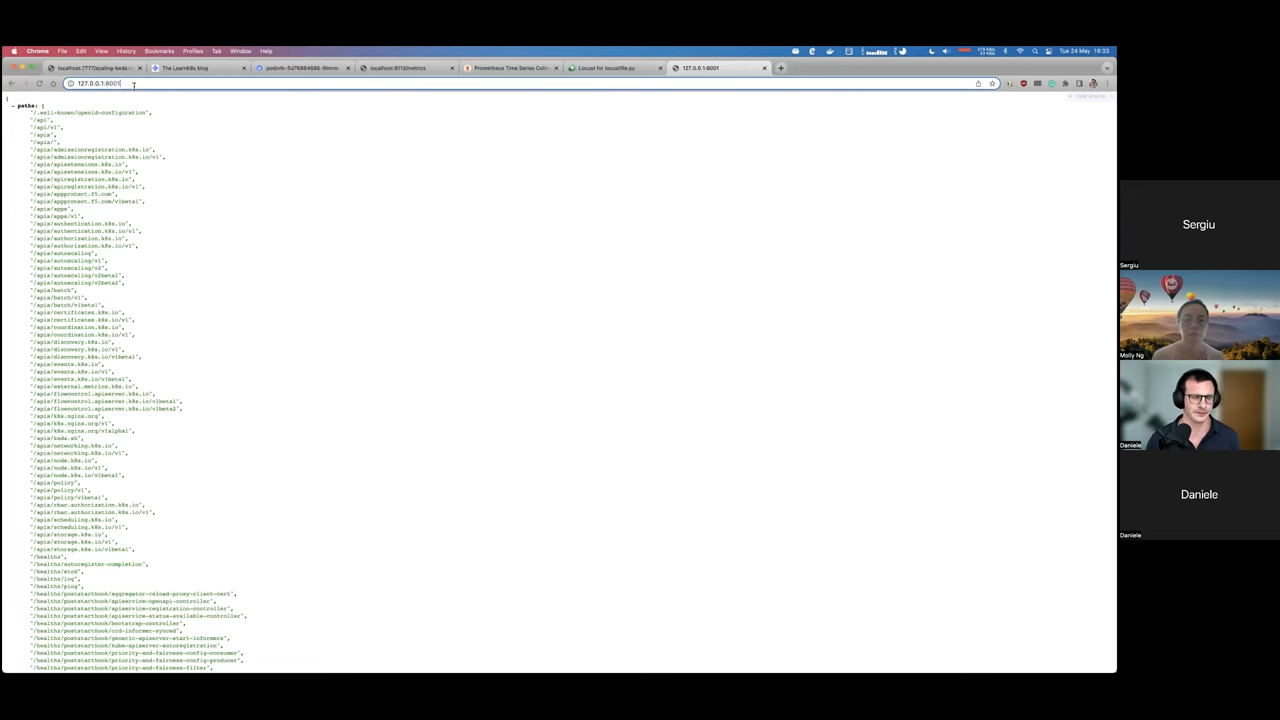 Chrome File Edit View History Bookmarks Profiles Tab Window Help
Tue 24 May 16:33
localhost:7777/scaling-keda.
The Learnk8s blog
podinfo-5d76984686-8lmm
localhost:9113/metrics
Prometheus Time Series Colle
Locust for locustfile.py
127.0.0.1:8001
127.0.0.1:8001
view source
{
- paths: [
"/.well-known/openid-configuration",
"/api",
"/api/v1",
"/apis",
"/apis/",
"/apis/admissionregistration.k8s.io",
"/apis/admissionregistration.k8s.io/v1",
"/apis/apiextensions.k8s.io",
"/apis/apiextensions.k8s.io/v1",
"/apis/apiregistration.k8s.io",
"/apis/apiregistration.k8s.io/v1",
"/apis/appprotect.f5.com",
"/apis/appprotect.f5.com/v1beta1",
"/apis/apps",
"/apis/apps/v1",
"/apis/authentication.k8s.io",
"/apis/authentication.k8s.io/v1",
"/apis/authorization.k8s.io",
"/apis/authorization.k8s.io/v1",
"/apis/autoscaling",
"/apis/autoscaling/v1",
"/apis/autoscaling/v2",
"/apis/autoscaling/v2beta1",
"/apis/autoscaling/v2beta2",
"/apis/batch",
"/apis/batch/v1",
"/apis/batch/v1beta1",
"/apis/certificates.k8s.io",
"/apis/certificates.k8s.io/v1",
"/apis/coordination.k8s.io",
"/apis/coordination.k8s.io/v1",
"/apis/discovery.k8s.io",
"/apis/discovery.k8s.io/v1",
"/apis/discovery.k8s.io/v1beta1",
"/apis/events.k8s.io",
"/apis/events.k8s.io/v1",
"/apis/events.k8s.io/v1beta1",
"/apis/external.metrics.k8s.io",
"/apis/flowcontrol.apiserver.k8s.io",
"/apis/flowcontrol.apiserver.k8s.io/v1beta1",
"/apis/flowcontrol.apiserver.k8s.io/v1beta2",
"/apis/k8s.nginx.org",
"/apis/k8s.nginx.org/v1",
"/apis/k8s.nginx.org/v1alpha1",
"/apis/keda.sh",
"/apis/networking.k8s.io",
"/apis/networking.k8s.io/v1",
"/apis/node.k8s.io",
"/apis/node.k8s.io/v1",
"/apis/node.k8s.io/v1beta1",
"/apis/policy",
"/apis/policy/v1",
"/apis/policy/v1beta1",
"/apis/rbac.authorization.k8s.io",
"/apis/rbac.authorization.k8s.io/v1",
"/apis/scheduling.k8s.io",
"/apis/scheduling.k8s.io/v1",
"/apis/storage.k8s.io",
"/apis/storage.k8s.io/v1",
"/apis/storage.k8s.io/v1beta1",
"/healthz",
"/healthz/autoregister-completion",
"/healthz/etcd",
"/healthz/log",
"/healthz/ping",
"/healthz/poststarthook/aggregator-reload-proxy-client-cert",
"/healthz/poststarthook/apiservice-openapi-controller",
"/healthz/poststarthook/apiservice-registration-controller",
"/healthz/poststarthook/apiservice-status-available-controller",
"/healthz/poststarthook/bootstrap-controller",
"/healthz/poststarthook/crd-informer-synced",
"/healthz/poststarthook/generic-apiserver-start-informers",
"/healthz/poststarthook/kube-apiserver-autoregistration",
"/healthz/poststarthook/priority-and-fairness-config-consumer",
"/healthz/poststarthook/priority-and-fairness-config-producer",
"/healthz/poststarthook/priority-and-fairness-filter",
Sergiu
Sergiu
Molly Ng
Daniele
Daniele
Daniele